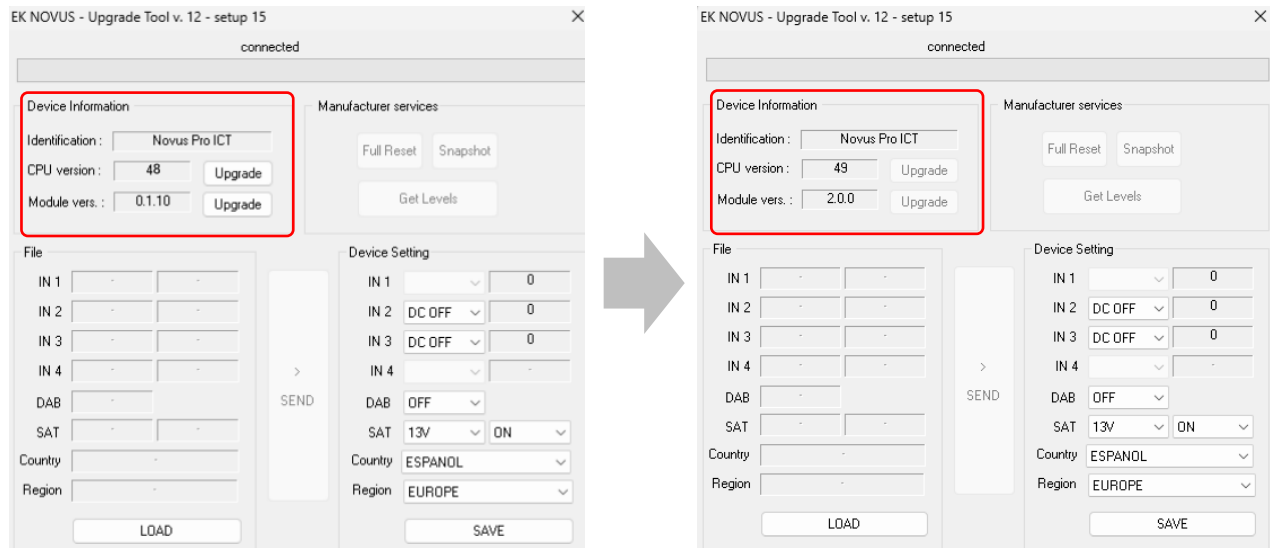 EK NOVUS - Upgrade Tool v. 12 - setup 15
connected
Device Information
Identification : Novus Pro ICT
CPU version : 48 Upgrade
Module vers. : 0.1.10 Upgrade
Manufacturer services
Full Reset Snapshot
Get Levels
File
IN 1 - -
IN 2 - -
IN 3 - -
IN 4 - -
DAB -
SAT - -
Country -
Region -
LOAD
>
SEND
Device Setting
IN 1 0
IN 2 DC OFF 0
IN 3 DC OFF 0
IN 4 -
DAB OFF
SAT 13V ON
Country ESPANOL
Region EUROPE
SAVE
EK NOVUS - Upgrade Tool v. 12 - setup 15
connected
Device Information
Identification : Novus Pro ICT
CPU version : 49 Upgrade
Module vers. : 2.0.0 Upgrade
Manufacturer services
Full Reset Snapshot
Get Levels
File
IN 1 - -
IN 2 - -
IN 3 - -
IN 4 - -
DAB -
SAT - -
Country -
Region -
LOAD
>
SEND
Device Setting
IN 1 0
IN 2 DC OFF 0
IN 3 DC OFF 0
IN 4 -
DAB OFF
SAT 13V ON
Country ESPANOL
Region EUROPE
SAVE